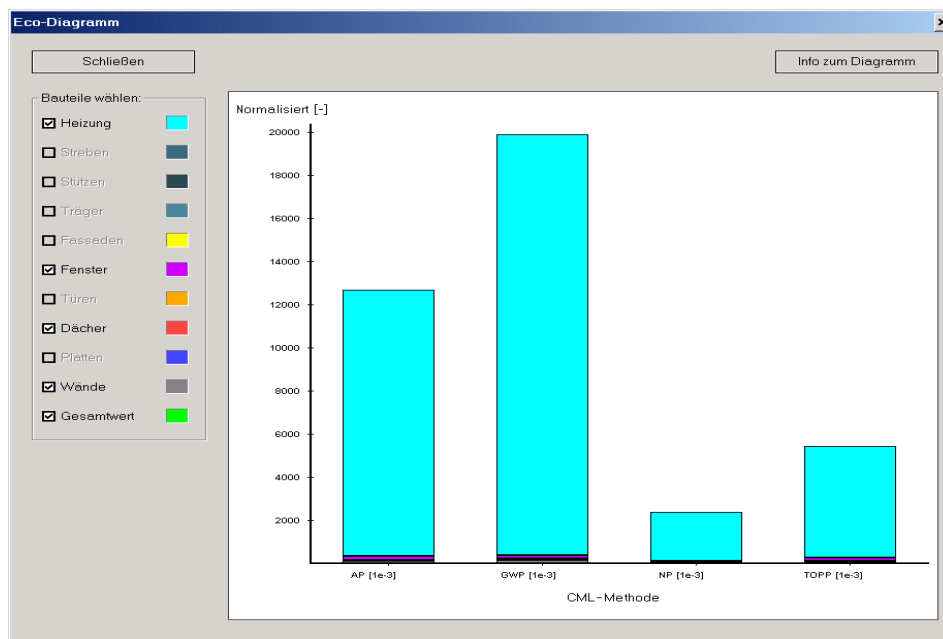 Eco-Diagramm
Schließen
Info zum Diagramm
Bauteile wählen:
Heizung
Streben
Stützen
Träger
Fassaden
Fenster
Türen
Dächer
Platten
Wände
Gesamtwert
Normalisiert [-]
20000
18000
16000
14000
12000
10000
8000
6000
4000
2000
AP [1e-3] GWP [1e-3] NP [1e-3] TOPP [1e-3]
CML-Methode